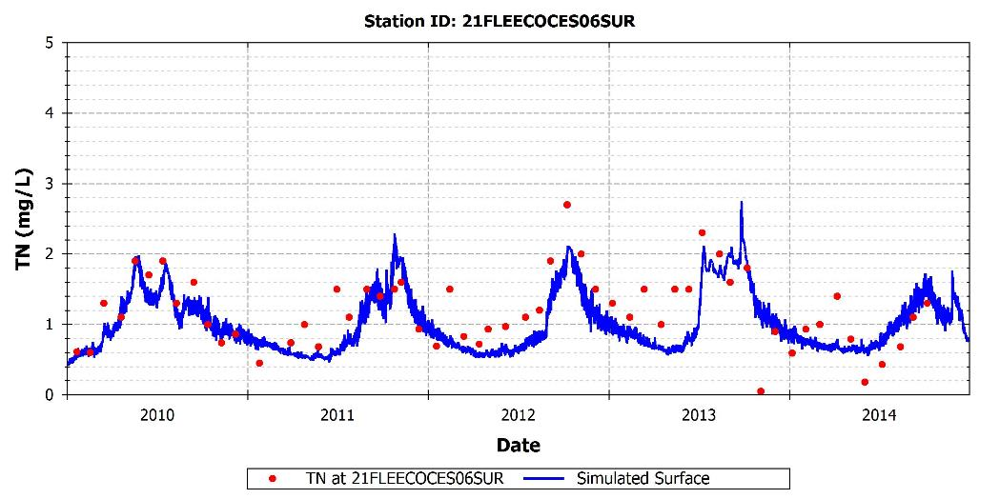 Station ID: 21FLEECOCES06SUR
5
4
3
2
1
0
TN (mg/L)
2010 2011 2012 2013 2014
Date
TN at 21FLEECOCES06SUR Simulated Surface